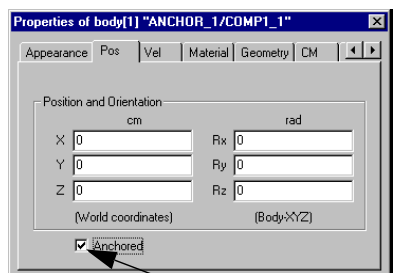 Properties of body[1] "ANCHOR_1/COMP1_1"
Appearance Pos Vel Material Geometry CM
Position and Orientation
cm rad
X 0 Rx 0
Y 0 Ry 0
Z 0 Rz 0
(World coordinates) (Body-XYZ)
Anchored